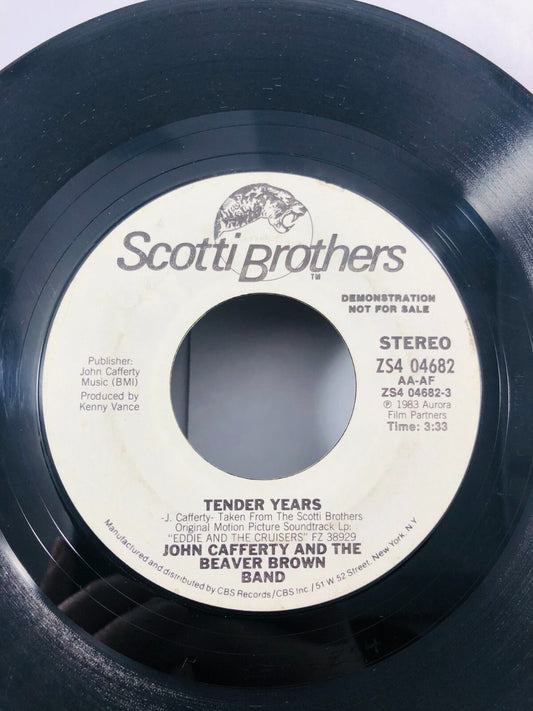 Scotti Brothers
TM
DEMONSTRATION
NOT FOR SALE
STEREO
ZS4 04682
AA-AF
ZS4 04682-3
℗ 1983 Aurora
Film Partners
Time: 3:33
Publisher:
John Cafferty
Music (BMI)
Produced by
Kenny Vance
TENDER YEARS
-J. Cafferty- Taken From The Scotti Brothers
Original Motion Picture Soundtrack Lp:
"EDDIE AND THE CRUISERS" FZ 38929
JOHN CAFFERTY AND THE
BEAVER BROWN
BAND
Manufactured and distributed by CBS Records/CBS Inc./51 W 52 Street, New York, N.Y.